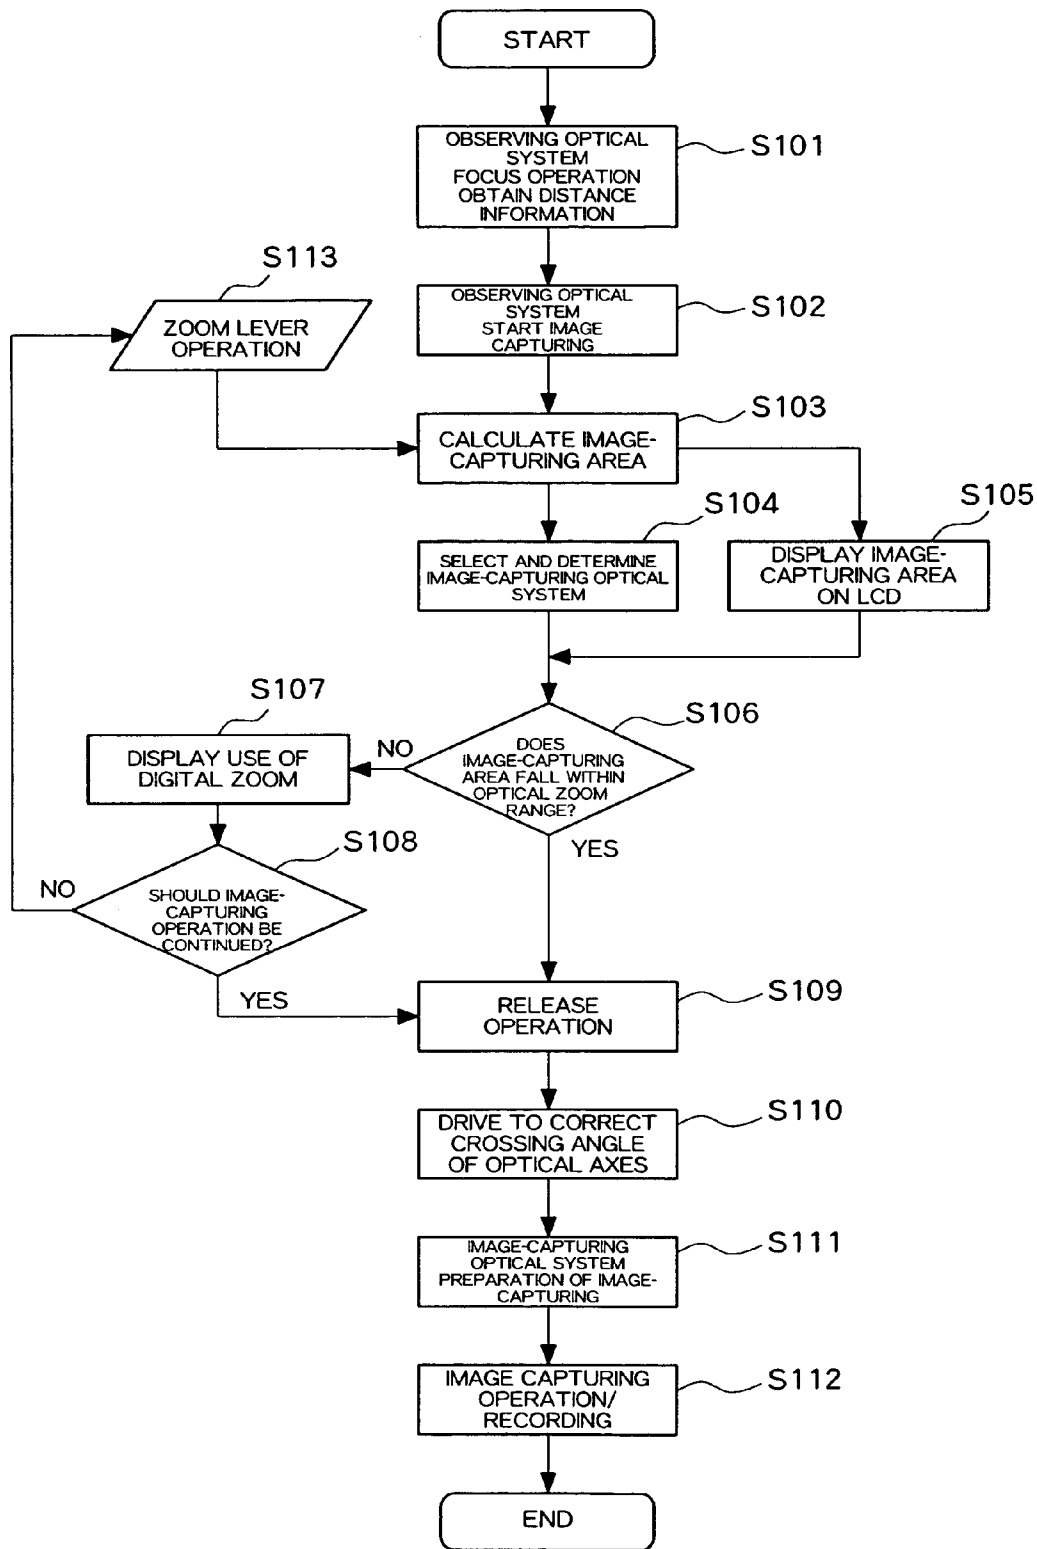 START
OBSERVING OPTICAL
SYSTEM
FOCUS OPERATION
OBTAIN DISTANCE
INFORMATION
S101
OBSERVING OPTICAL
SYSTEM
START IMAGE
CAPTURING
S102
S113
ZOOM LEVER
OPERATION
CALCULATE IMAGE-
CAPTURING AREA
S103
SELECT AND DETERMINE
IMAGE-CAPTURING OPTICAL
SYSTEM
S104
DISPLAY IMAGE-
CAPTURING AREA
ON LCD
S105
DOES
IMAGE-CAPTURING
AREA FALL WITHIN
OPTICAL ZOOM
RANGE?
S106
NO
YES
S107
DISPLAY USE OF
DIGITAL ZOOM
S108
SHOULD IMAGE-
CAPTURING
OPERATION BE
CONTINUED?
NO
YES
RELEASE
OPERATION
S109
DRIVE TO CORRECT
CROSSING ANGLE
OF OPTICAL AXES
S110
IMAGE-CAPTURING
OPTICAL SYSTEM
PREPARATION OF IMAGE-
CAPTURING
S111
IMAGE CAPTURING
OPERATION/
RECORDING
S112
END